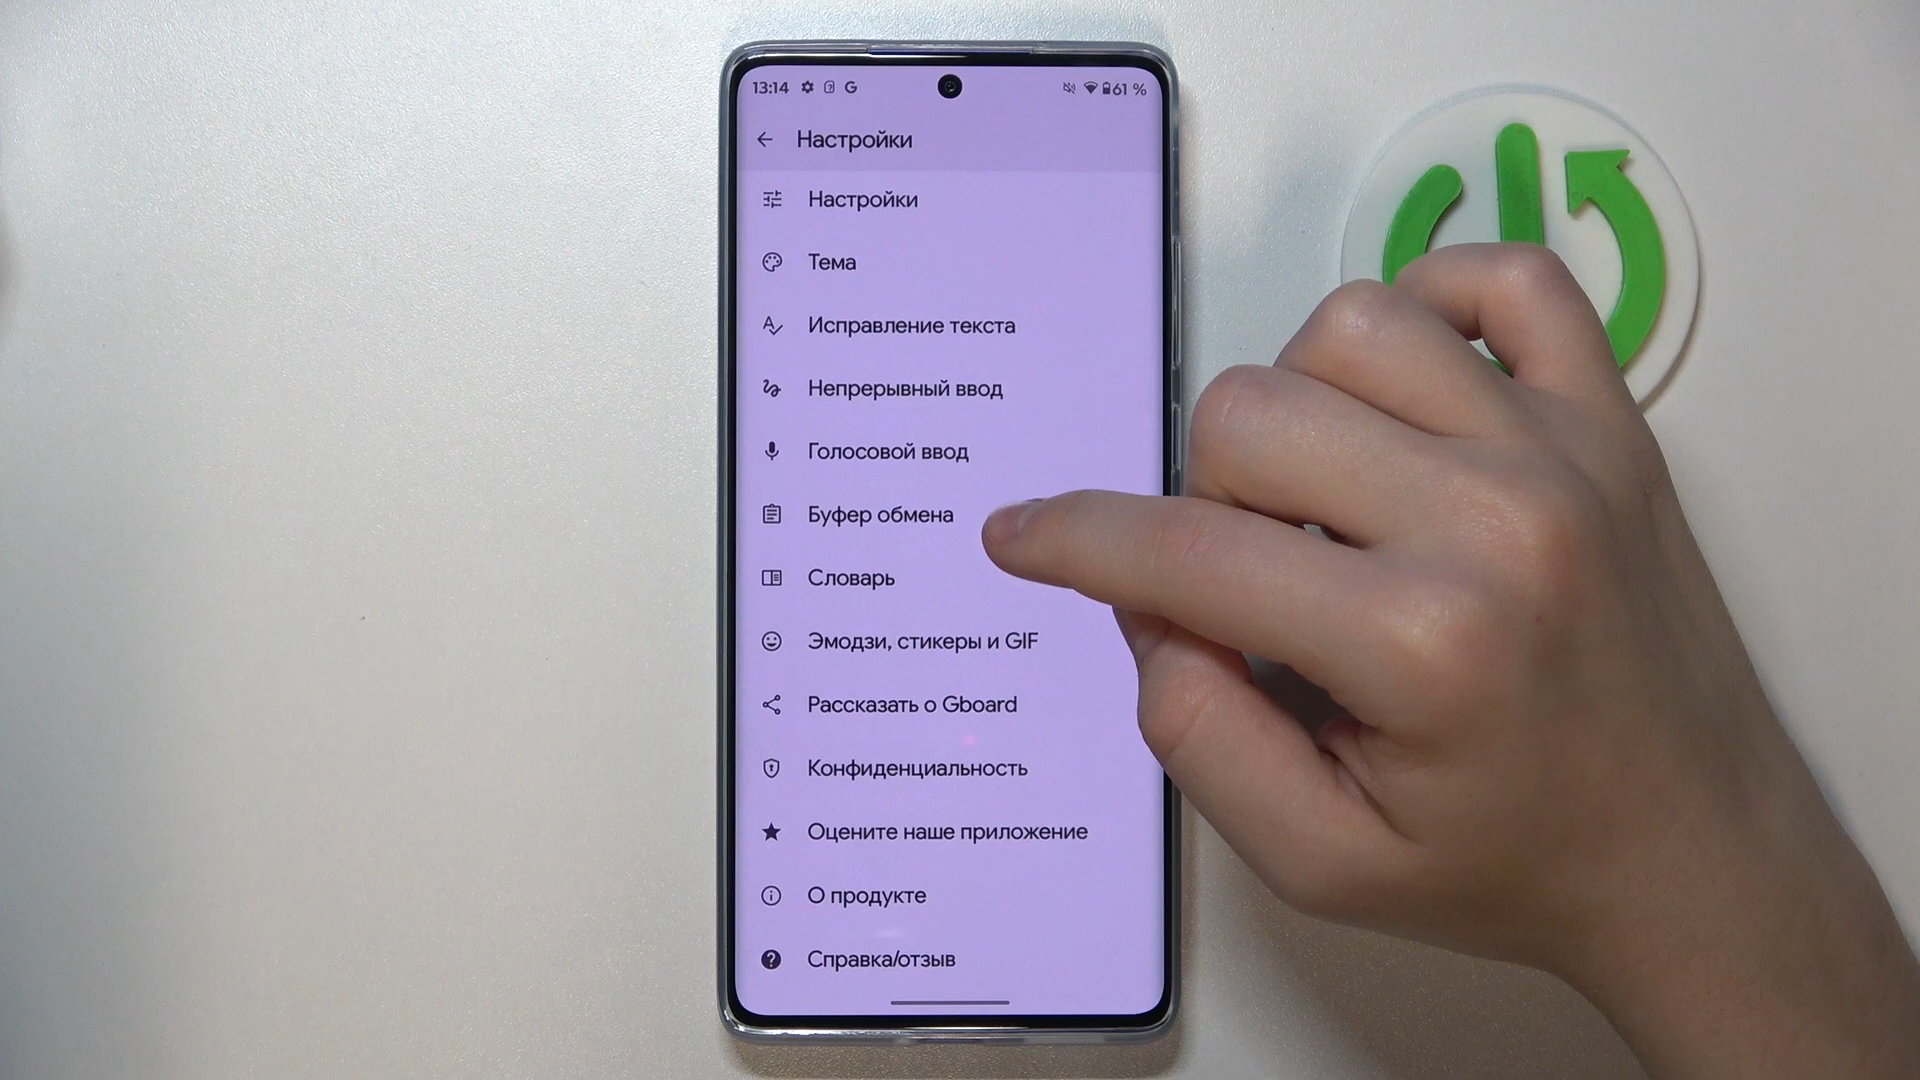 13:14 G 61 %
Настройки
Настройки
Тема
Исправление текста
Непрерывный ввод
Голосовой ввод
Буфер обмена
Словарь
Эмодзи, стикеры и GIF
Рассказать о Gboard
Конфиденциальность
Оцените наше приложение
О продукте
Справка/отзыв